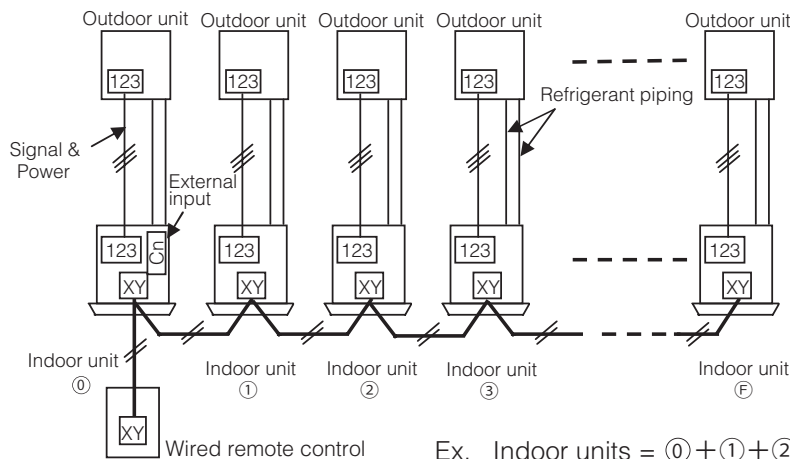 Outdoor unit Outdoor unit Outdoor unit Outdoor unit Outdoor unit
123 123 123 123 123
Refrigerant piping
Signal &
Power
External
input
123 Cn 123 123 123 123
XY XY XY XY XY
Indoor unit Indoor unit Indoor unit Indoor unit Indoor unit
⓪ ① ② ③ Ⓕ
XY Wired remote control
Ex. Indoor units = ⓪+①+②